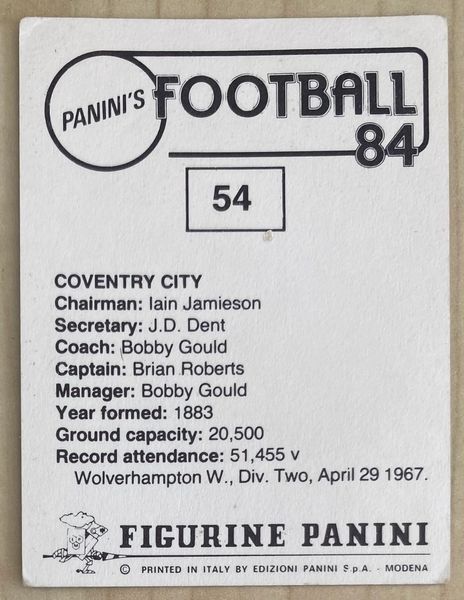 PANINI'S FOOTBALL
84
54
COVENTRY CITY
Chairman: Iain Jamieson
Secretary: J.D. Dent
Coach: Bobby Gould
Captain: Brian Roberts
Manager: Bobby Gould
Year formed: 1883
Ground capacity: 20,500
Record attendance: 51,455 v
Wolverhampton W., Div. Two, April 29 1967.
FIGURINE PANINI
© PRINTED IN ITALY BY EDIZIONI PANINI S.p.A. - MODENA